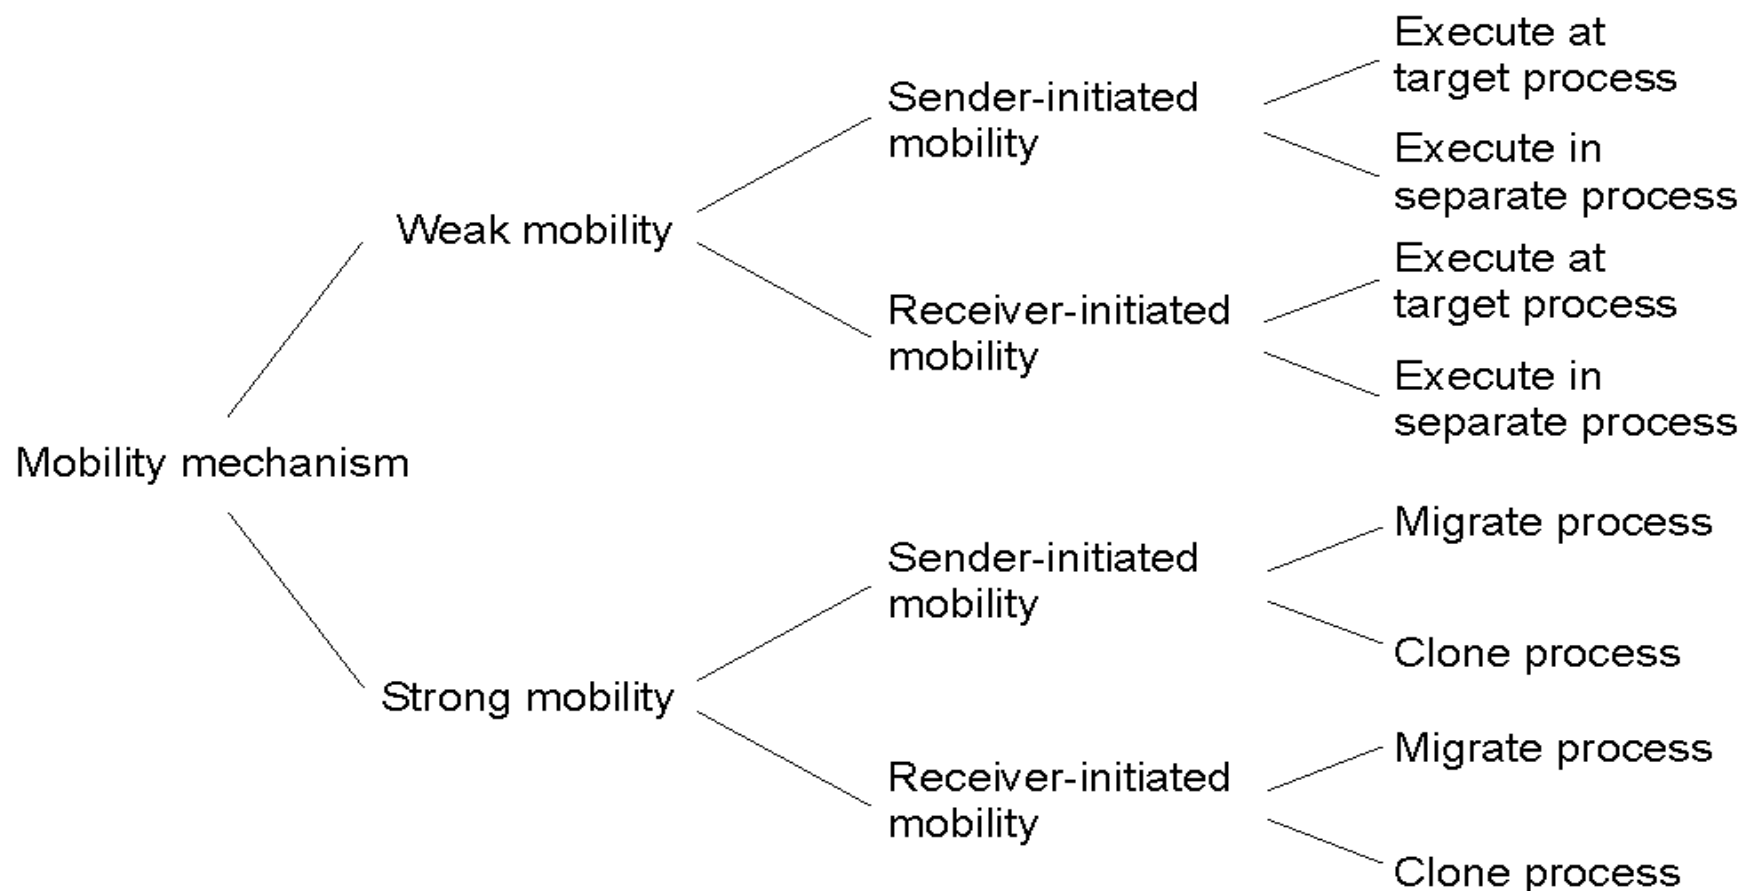 Execute at
target process
Sender-initiated
mobility
Execute in
separate process
Weak mobility
Execute at
target process
Receiver-initiated
mobility
Execute in
separate process
Mobility mechanism
Migrate process
Sender-initiated
mobility
Clone process
Strong mobility
Migrate process
Receiver-initiated
mobility
Clone process